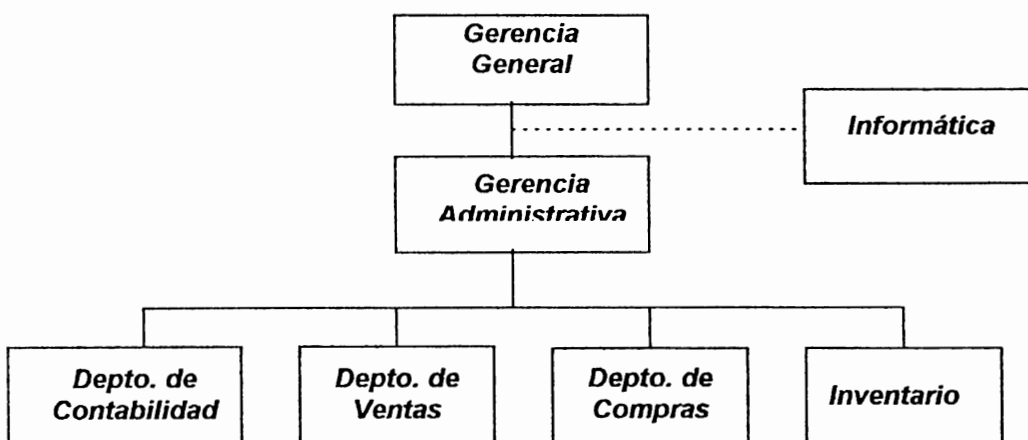 Gerencia
General
Informática
Gerencia
Administrativa
Depto. de
Contabilidad
Depto. de
Ventas
Depto. de
Compras
Inventario